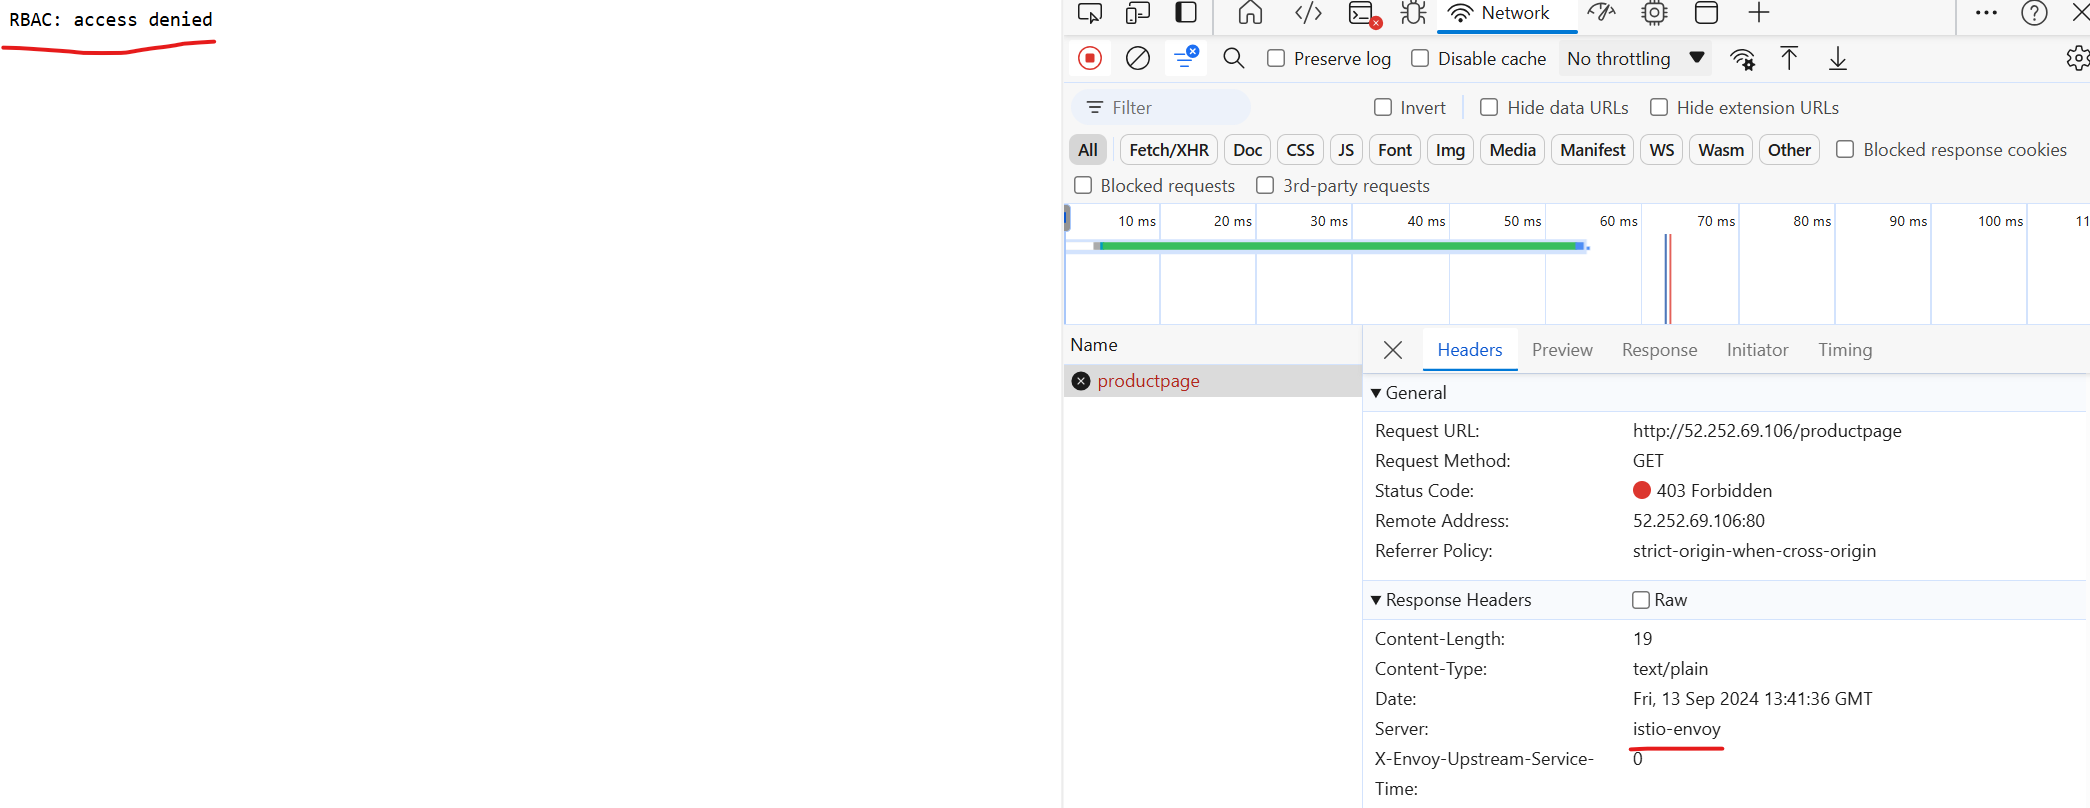 RBAC: access denied
Network
Preserve log Disable cache No throttling
Filter Invert Hide data URLs Hide extension URLs
All Fetch/XHR Doc CSS JS Font Img Media Manifest WS Wasm Other Blocked response cookies
Blocked requests 3rd-party requests
10 ms 20 ms 30 ms 40 ms 50 ms 60 ms 70 ms 80 ms 90 ms 100 ms 11
Name
productpage
Headers Preview Response Initiator Timing
General
Request URL: http://52.252.69.106/productpage
Request Method: GET
Status Code: 403 Forbidden
Remote Address: 52.252.69.106:80
Referrer Policy: strict-origin-when-cross-origin
Response Headers Raw
Content-Length: 19
Content-Type: text/plain
Date: Fri, 13 Sep 2024 13:41:36 GMT
Server: istio-envoy
X-Envoy-Upstream-Service- 0
Time: